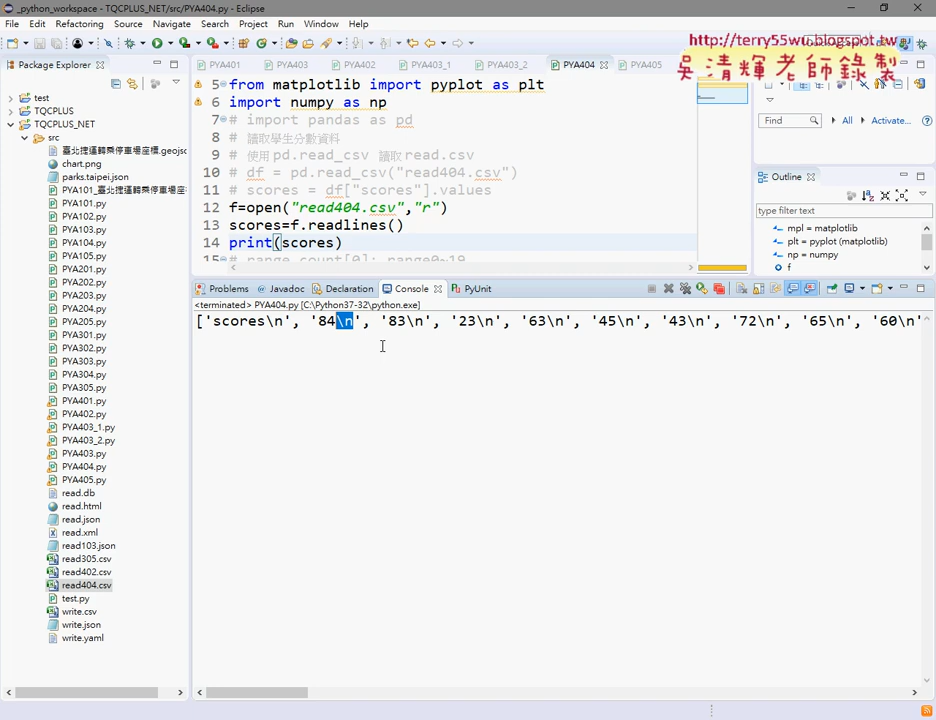 _python_workspace - TQCPLUS_NET/src/PYA404.py - Eclipse
File Edit Refactoring Source Navigate Search Project Run Window Help
http://terry55wu.blogspot.tw
吳清輝老師錄製
Package Explorer
PYA401 PYA403 PYA402 PYA403_1 PYA403_2 PYA404 PYA405
test
TQCPLUS
TQCPLUS_NET
src
臺北捷運轉乘停車場座標.geojsc
chart.png
parks.taipei.json
PYA101_臺北捷運轉乘停車場座標
PYA101.py
PYA102.py
PYA103.py
PYA104.py
PYA105.py
PYA201.py
PYA202.py
PYA203.py
PYA204.py
PYA205.py
PYA301.py
PYA302.py
PYA303.py
PYA304.py
PYA305.py
PYA401.py
PYA402.py
PYA403_1.py
PYA403_2.py
PYA403.py
PYA404.py
PYA405.py
read.db
read.html
read.json
read.xml
read103.json
read305.csv
read402.csv
read404.csv
test.py
write.csv
write.json
write.yaml
5 from matplotlib import pyplot as plt
6 import numpy as np
7 # import pandas as pd
8 # 讀取學生分數資料
9 # 使用 pd.read_csv 讀取 read.csv
10 # df = pd.read_csv("read404.csv")
11 # scores = df["scores"].values
12 f=open("read404.csv","r")
13 scores=f.readlines()
14 print(scores)
15 # range_count[0]: range0~19
Find All Activate...
Outline
type filter text
mpl = matplotlib
plt = pyplot (matplotlib)
np = numpy
f
Problems Javadoc Declaration Console PyUnit
<terminated> PYA404.py [C:\Python37-32\python.exe]
['scores\n', '84\n', '83\n', '23\n', '63\n', '45\n', '43\n', '72\n', '65\n', '60\n'